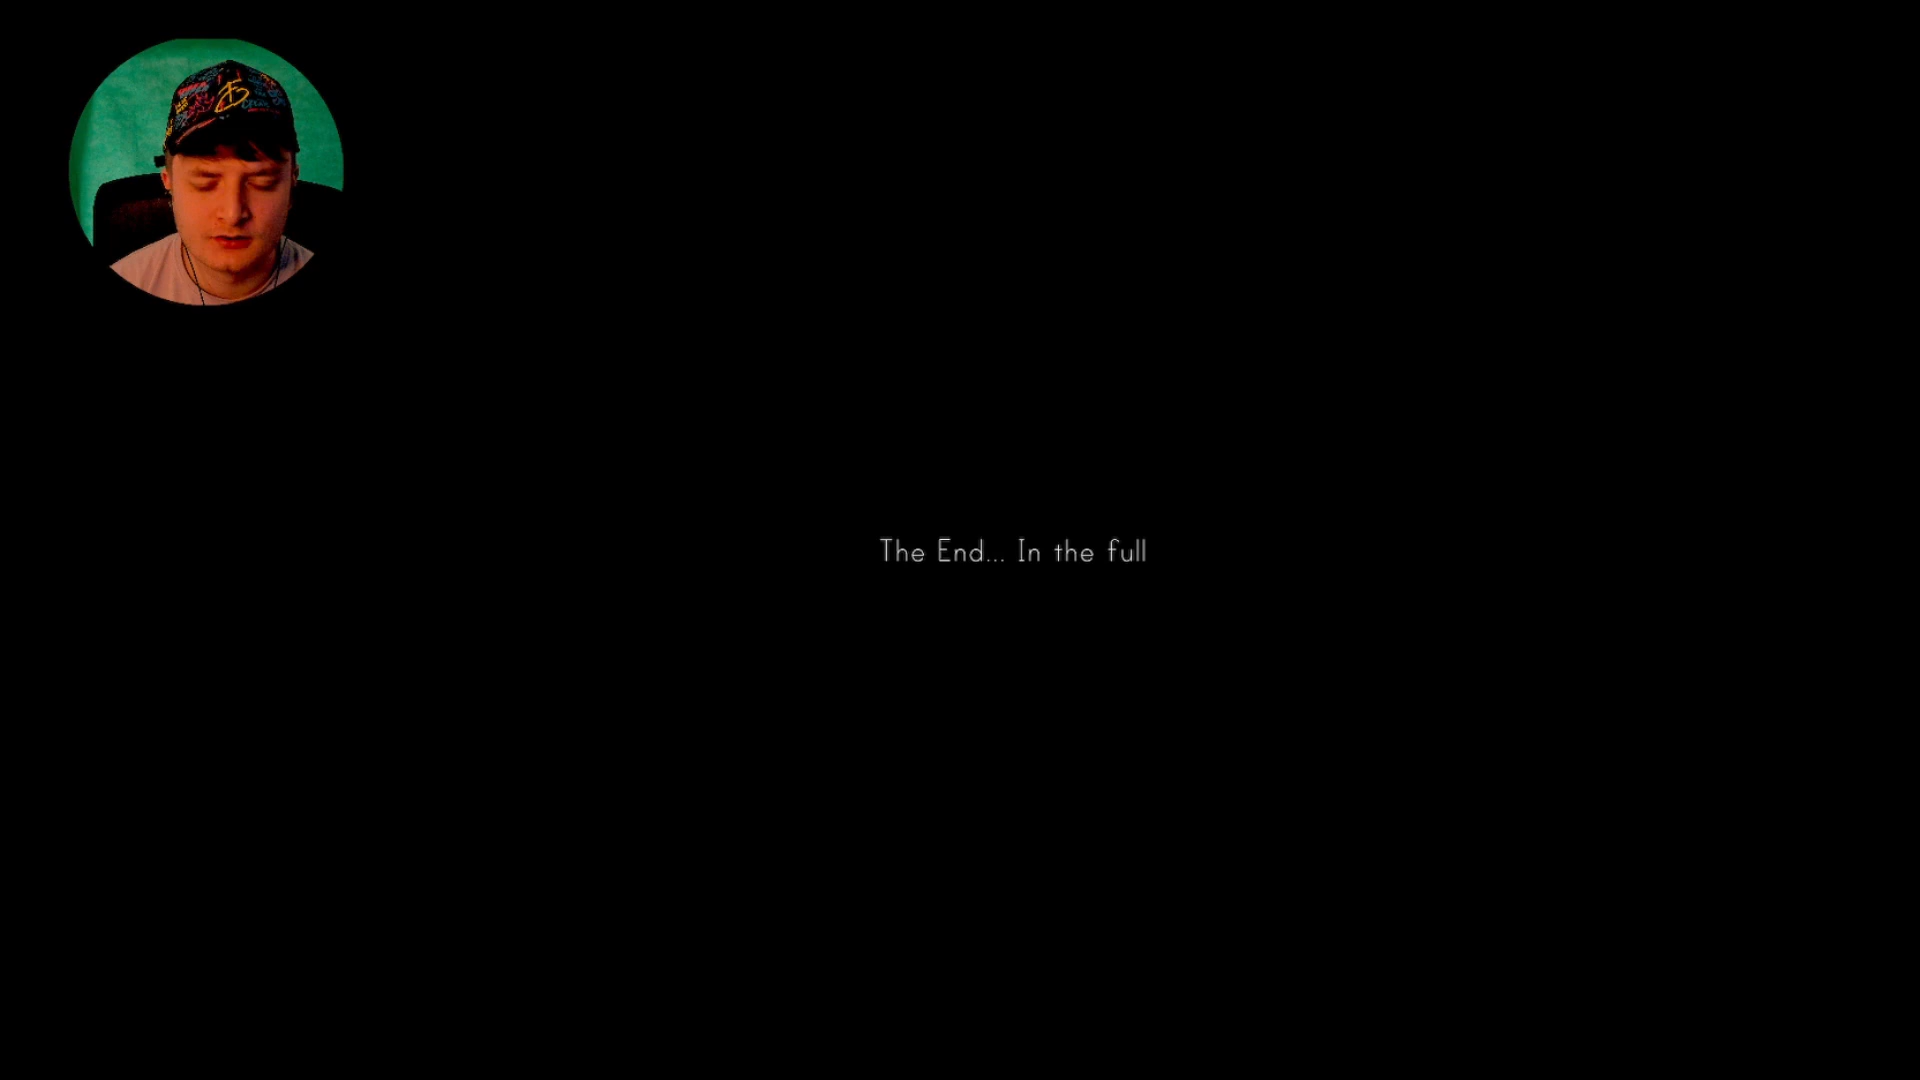 The End... In the full